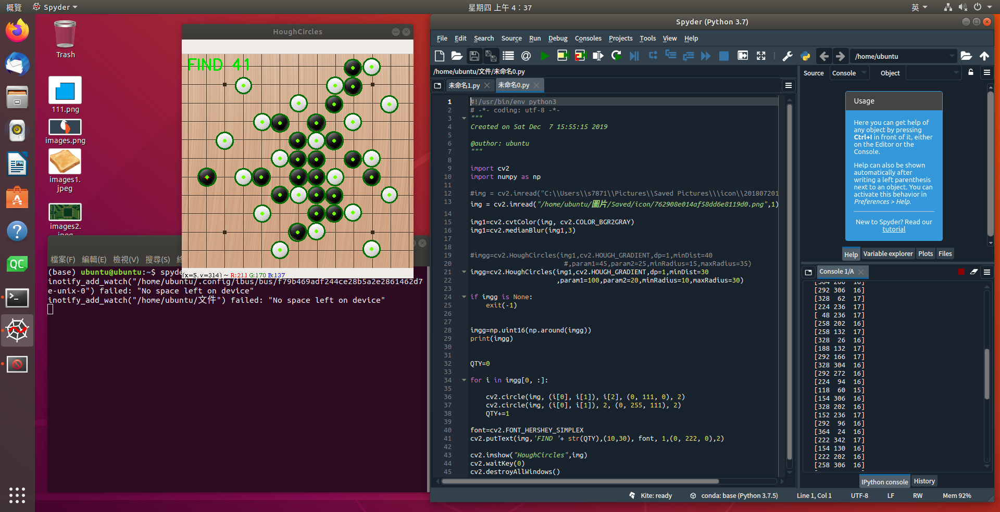 概覽
Spyder
星期四 上午 4：37
英
Trash
111.png
images.png
images1.
jpeg
images2.
jpeg
QC
HoughCircles
FIND 41
(x=5, y=314) ~ R:211 G:170 B:137
檔案(F) 編輯(E) 檢視(V) 搜尋(S) 終
(base) ubuntu@ubuntu:~$ spyde
inotify_add_watch("/home/ubuntu/.config/ibus/bus/f79b469adf244ce28b5a2e2861462d7
e-unix-0") failed: "No space left on device"
inotify_add_watch("/home/ubuntu/文件") failed: "No space left on device"
Spyder (Python 3.7)
File Edit Search Source Run Debug Consoles Projects Tools View Help
/home/ubuntu
/home/ubuntu/文件/未命名0.py
未命名1.py
未命名0.py
1 #!/usr/bin/env python3
2 # -*- coding: utf-8 -*-
3 """
4 Created on Sat Dec  7 15:55:15 2019
5
6 @author: ubuntu
7 """
8
9 import cv2
10 import numpy as np
11
12 #img = cv2.imread("C:\\Users\\s7871\\Pictures\\Saved Pictures\\\icon\\201807201
13 img = cv2.imread("/home/ubuntu/圖片/Saved/icon/762908e014af58dd6e8119d0.png",1)
14
15 img1=cv2.cvtColor(img, cv2.COLOR_BGR2GRAY)
16 img1=cv2.medianBlur(img1,3)
17
18
19 #imgg=cv2.HoughCircles(img1,cv2.HOUGH_GRADIENT,dp=1,minDist=40
20 #,param1=45,param2=25,minRadius=15,maxRadius=35)
21 imgg=cv2.HoughCircles(img1,cv2.HOUGH_GRADIENT,dp=1,minDist=30
22 ,param1=100,param2=20,minRadius=10,maxRadius=30)
23
24 if imgg is None:
25     exit(-1)
26
27
28 imgg=np.uint16(np.around(imgg))
29 print(imgg)
30
31
32 QTY=0
33
34 for i in imgg[0, :]:
35
36     cv2.circle(img, (i[0], i[1]), i[2], (0, 111, 0), 2)
37     cv2.circle(img, (i[0], i[1]), 2, (0, 255, 111), 2)
38     QTY+=1
39
40 font=cv2.FONT_HERSHEY_SIMPLEX
41 cv2.putText(img,'FIND '+ str(QTY),(10,30), font, 1,(0, 222, 0),2)
42
43 cv2.imshow("HoughCircles",img)
44 cv2.waitKey(0)
45 cv2.destroyAllWindows()
Source Console Object
Usage
Here you can get help of
any object by pressing
Ctrl+I in front of it, either
on the Editor or the
Console.
Help can also be shown
automatically after
writing a left parenthesis
next to an object. You can
activate this behavior in
Preferences > Help.
New to Spyder? Read our
tutorial
Help Variable explorer Plots Files
Console 1/A
[364 200  16]
[292 306  16]
[328  62  17]
[224 236  17]
[ 48 236  17]
[258 202  16]
[258 132  17]
[328  26  16]
[188 132  17]
[292 166  17]
[328 304  16]
[292 272  16]
[224  94  16]
[118  60  15]
[154 306  16]
[328 202  16]
[152 236  17]
[292  96  16]
[364  24  16]
[222 342  17]
[154 130  16]
[222 202  16]
[258 306  16]
IPython console History
Kite: ready conda: base (Python 3.7.5) Line 1, Col 1 UTF-8 LF RW Mem 92%